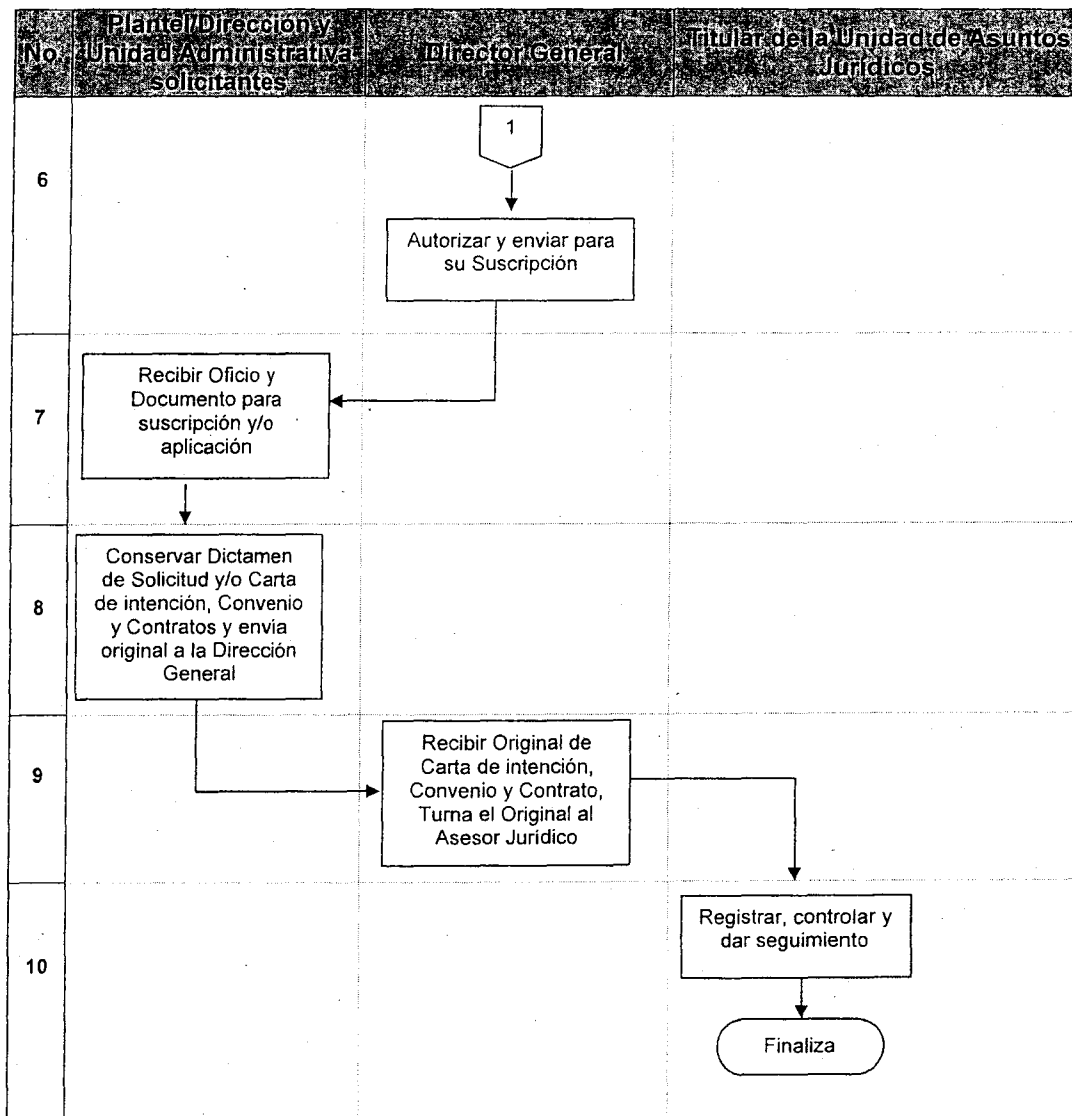 No.
Plantel/Dirección y
Unidad Administrativa
solicitantes
Director General
Titular de la Unidad de Asuntos
Jurídicos
1
6
Autorizar y enviar para
su Suscripción
7
Recibir Oficio y
Documento para
suscripción y/o
aplicación
8
Conservar Dictamen
de Solicitud y/o Carta
de intención, Convenio
y Contratos y envia
original a la Dirección
General
9
Recibir Original de
Carta de intención,
Convenio y Contrato,
Turna el Original al
Asesor Jurídico
10
Registrar, controlar y
dar seguimiento
Finaliza